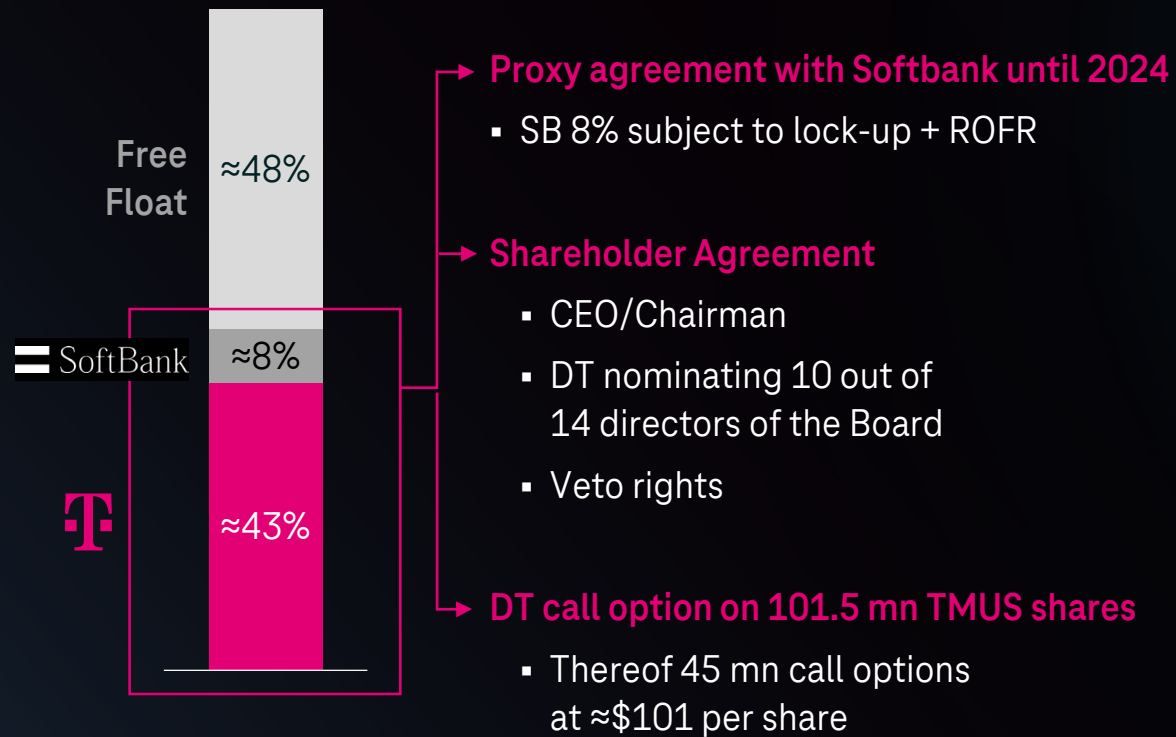 Free
Float
≈48%
SoftBank
≈8%
T
≈43%
Proxy agreement with Softbank until 2024
▪ SB 8% subject to lock-up + ROFR
Shareholder Agreement
▪ CEO/Chairman
▪ DT nominating 10 out of
14 directors of the Board
▪ Veto rights
DT call option on 101.5 mn TMUS shares
▪ Thereof 45 mn call options
at ≈$101 per share